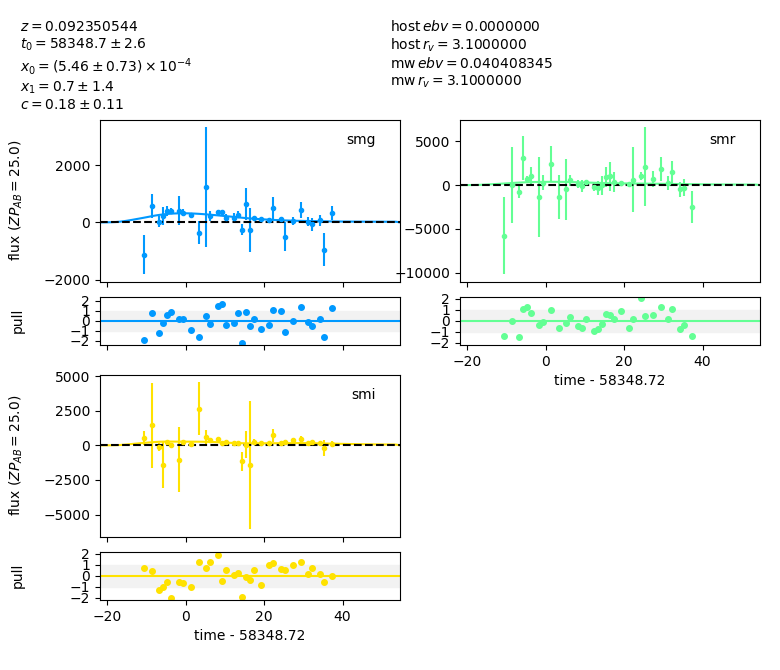 z = 0.092350544
t₀ = 58348.7 ± 2.6
x₀ = (5.46 ± 0.73) × 10⁻⁴
x₁ = 0.7 ± 1.4
c = 0.18 ± 0.11
host ebv = 0.0000000
host r_v = 3.1000000
mw ebv = 0.040408345
mw r_v = 3.1000000
smg
flux (ZP_AB = 25.0)
2000
0
−2000
pull
2
1
0
−1
−2
smr
5000
0
−5000
−10000
2
1
0
−1
−2
−20 0 20 40
time - 58348.72
smi
flux (ZP_AB = 25.0)
5000
2500
0
−2500
−5000
pull
2
1
0
−1
−2
−20 0 20 40
time - 58348.72